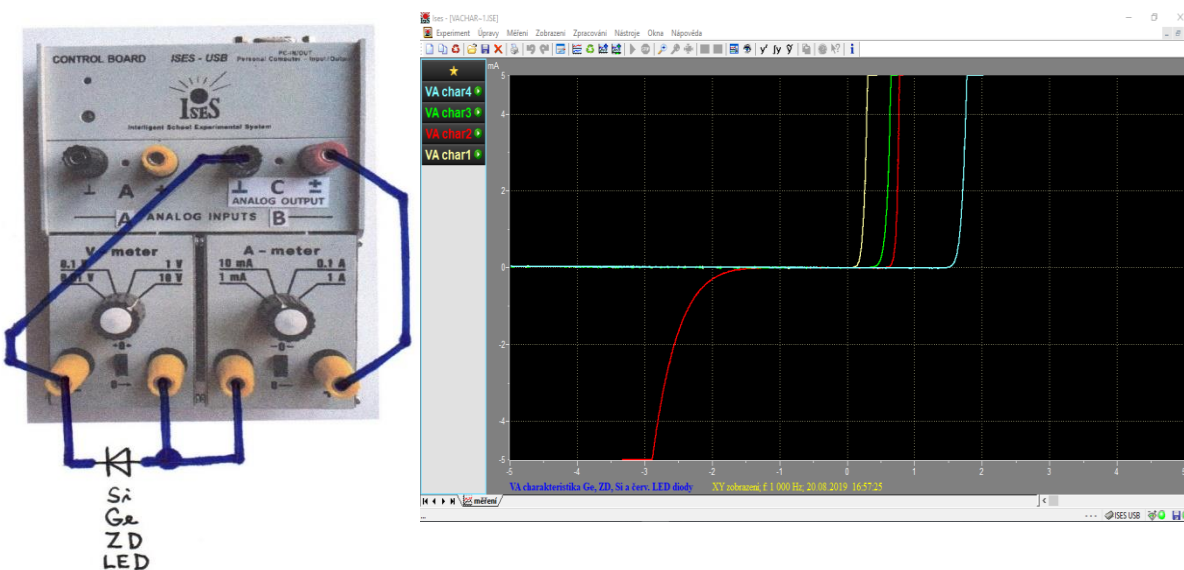 CONTROL BOARD ISES - USB PC-IN/OUT
Personal Computer - Input/Output
ISES
Intelligent School Experimental System
⊥ A + ⊥ C ±
ANALOG OUTPUT
A ANALOG INPUTS B
V-meter A-meter
1 V 10 mA 0.1 A
10 V 1 mA 1 A
Si
Ge
ZD
LED
ises - [VACHAR~1.ISE]
Experiment Úpravy Měření Zobrazení Zpracování Nástroje Okna Nápověda
mA
VA char4
VA char3
VA char2
VA char1
5
4
2
0
-2
-4
-5
-5 -4 -3 -2 -1 0 1 2 3 4 5
VA charakteristika Ge, ZD, Si a červ. LED diody XY zobrazení; f: 1 000 Hz; 20.08.2019 16:57:25
měření
ISES USB